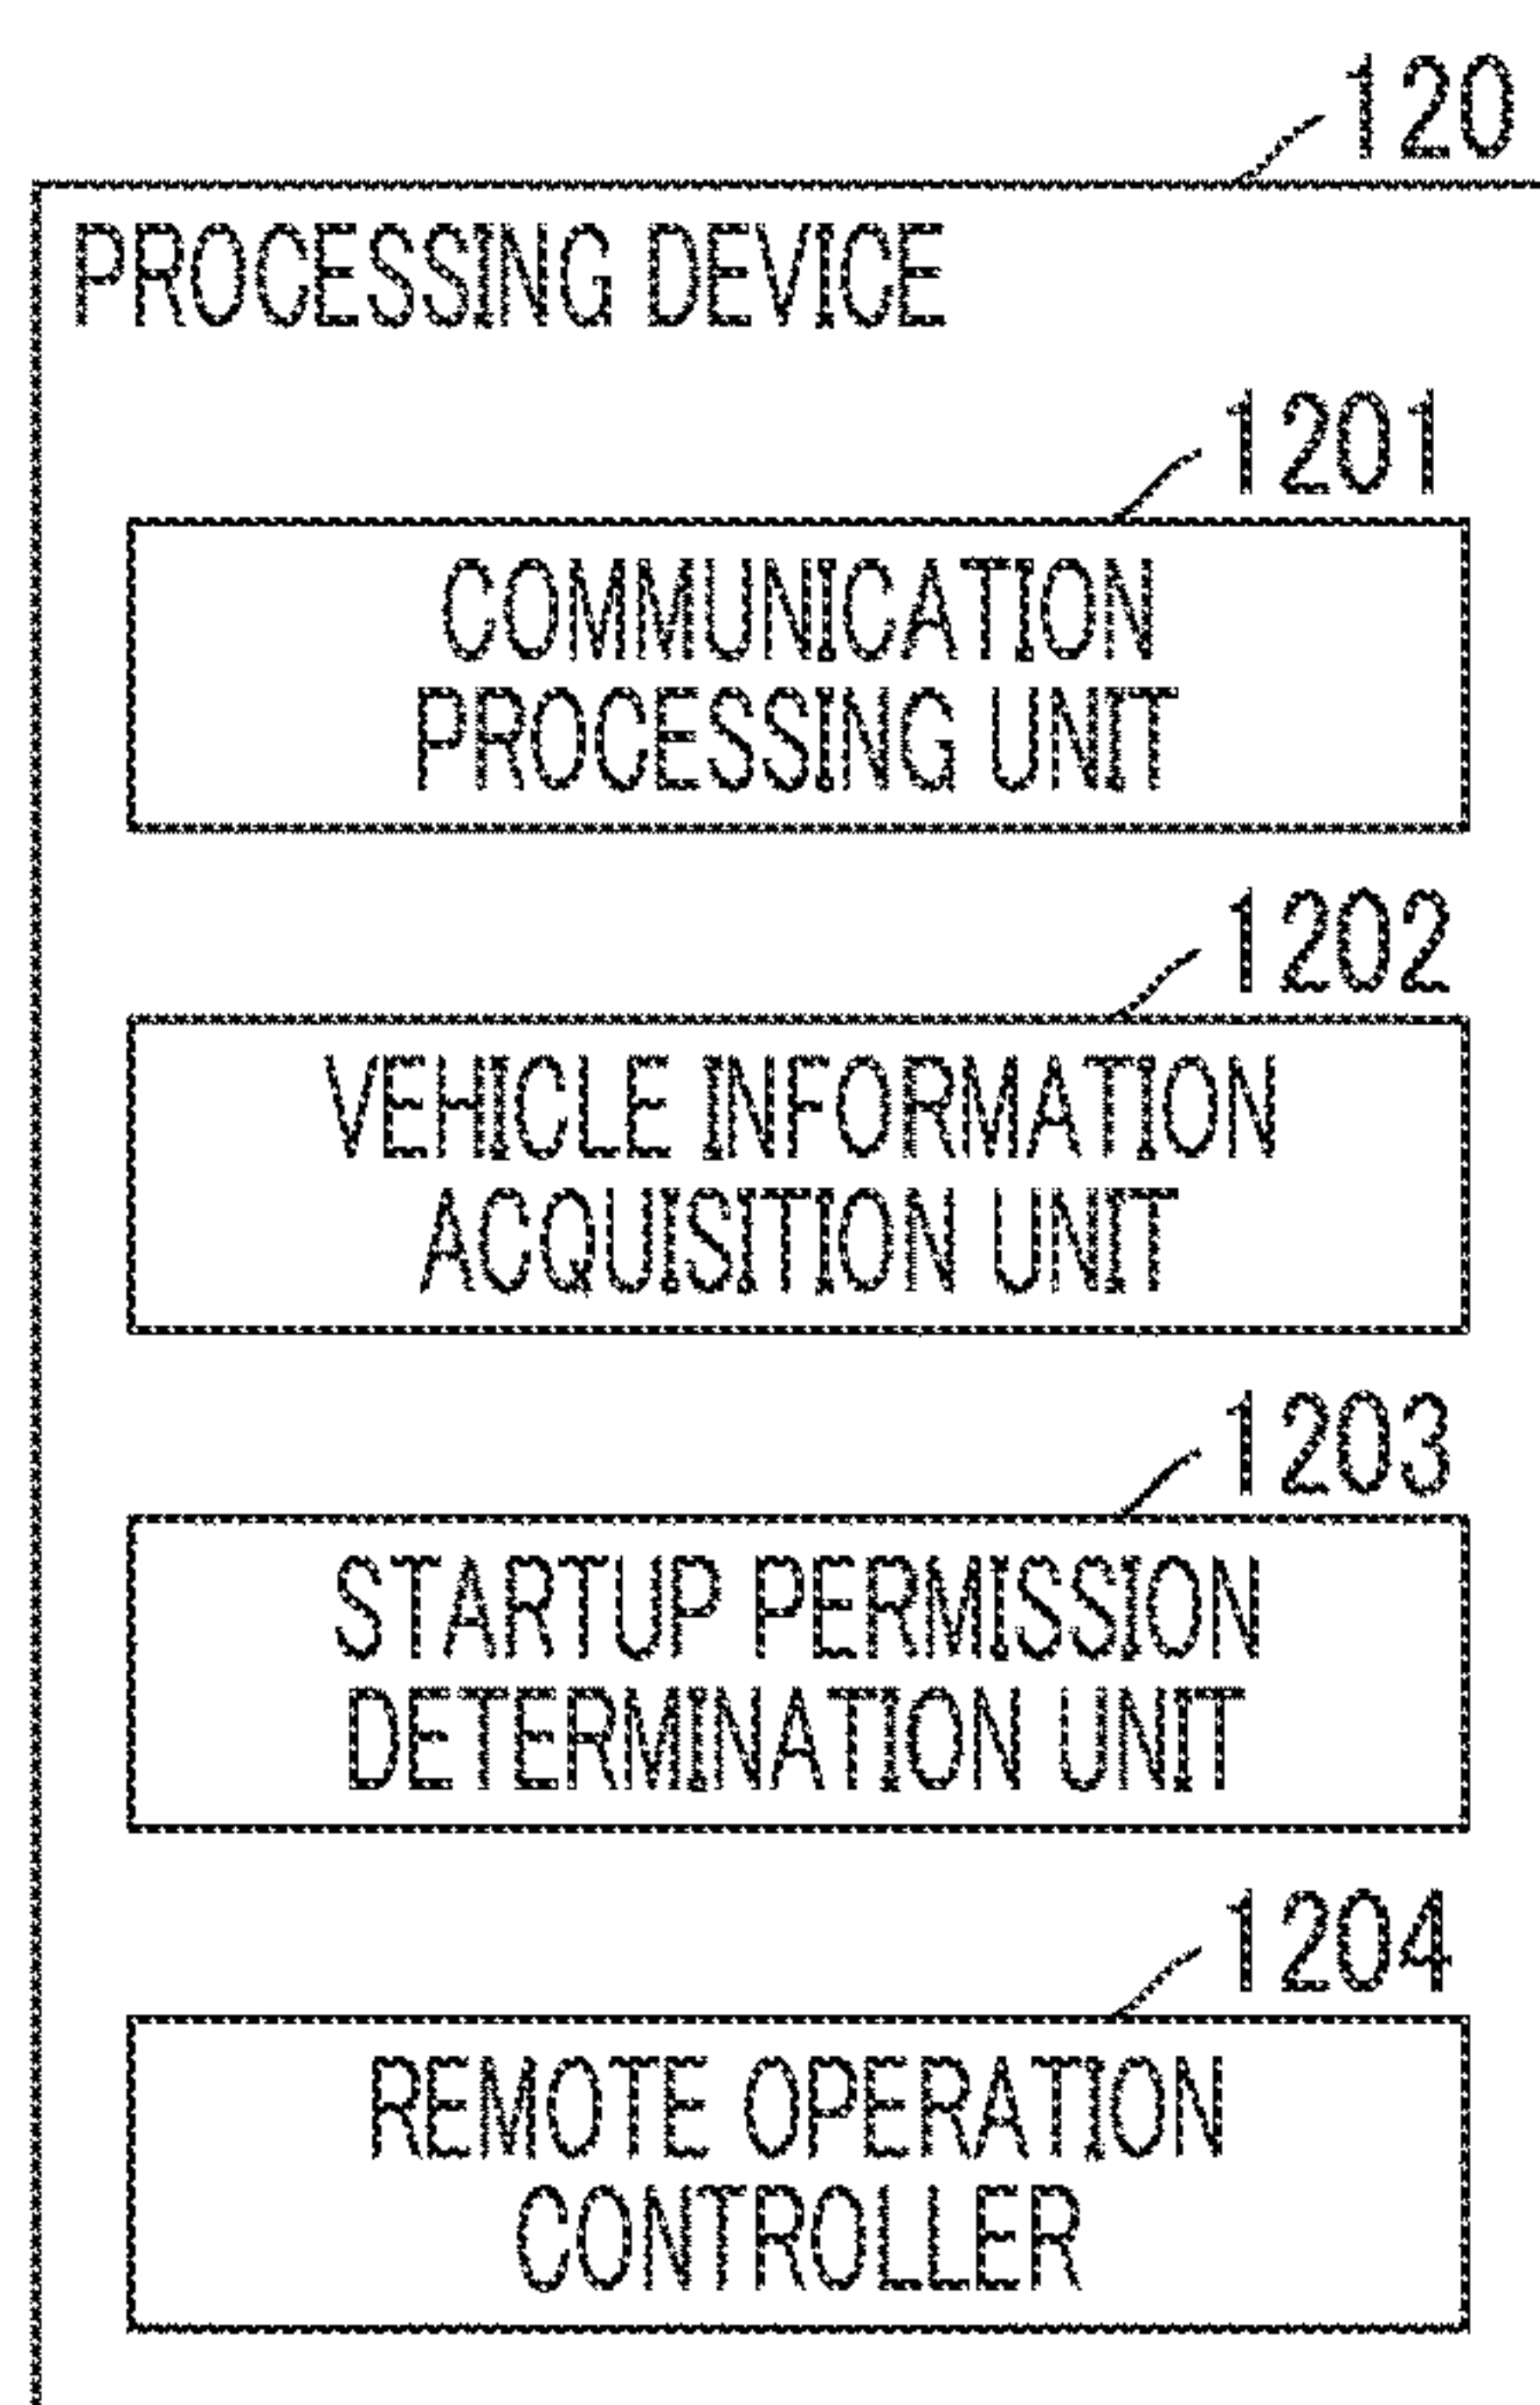 120
PROCESSING DEVICE
1201
COMMUNICATION
PROCESSING UNIT
1202
VEHICLE INFORMATION
ACQUISITION UNIT
1203
STARTUP PERMISSION
DETERMINATION UNIT
1204
REMOTE OPERATION
CONTROLLER